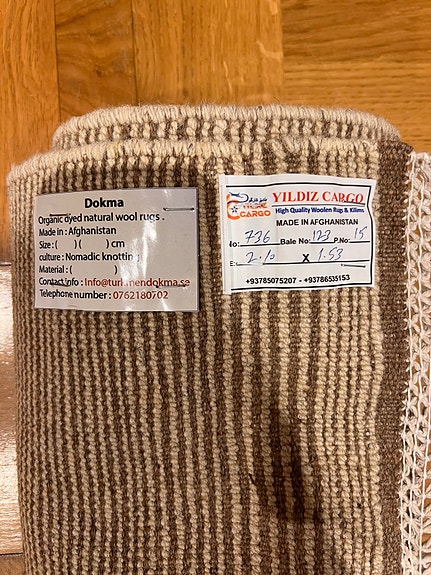 Dokma
Organic dyed natural wool rugs .
Made in : Afghanistan
Size : ( ) ( ) cm
culture : Nomadic knotting
Material : ( )
Contact info : Info@turkmendokma.se
Telephone number : 0762180702
CARGO
YILDIZ CARGO
High Quality Woolen Rugs & Kilims
MADE IN AFGHANISTAN
No: 736 Bale No: 123 P.No: 15
E: 2.10 X 1.53
+93785075207 - +93786535153